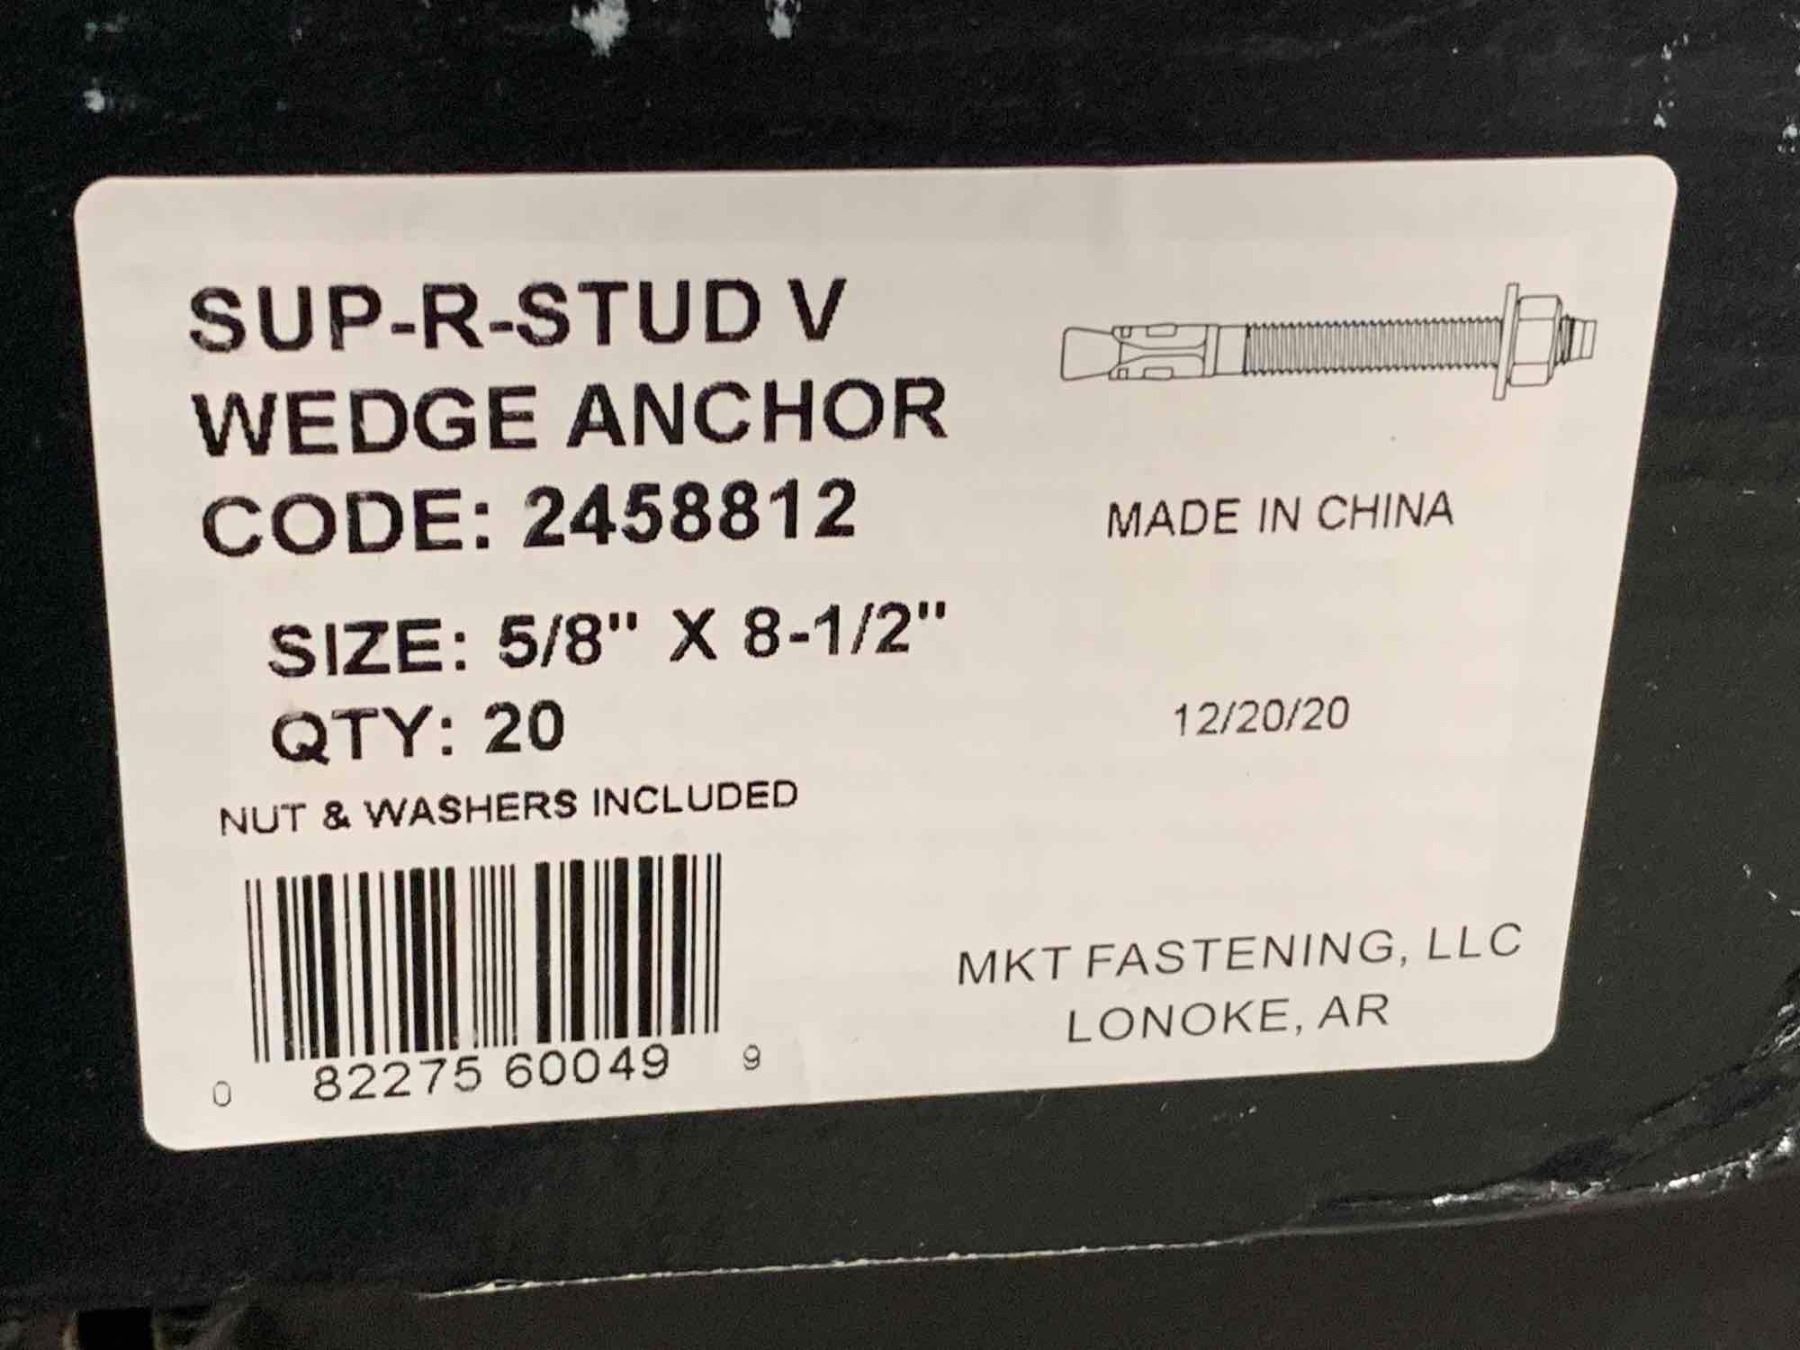 SUP-R-STUD V
WEDGE ANCHOR
CODE: 2458812
SIZE: 5/8" X 8-1/2"
QTY: 20
NUT & WASHERS INCLUDED
0 82275 60049 9
MADE IN CHINA
12/20/20
MKT FASTENING, LLC
LONOKE, AR